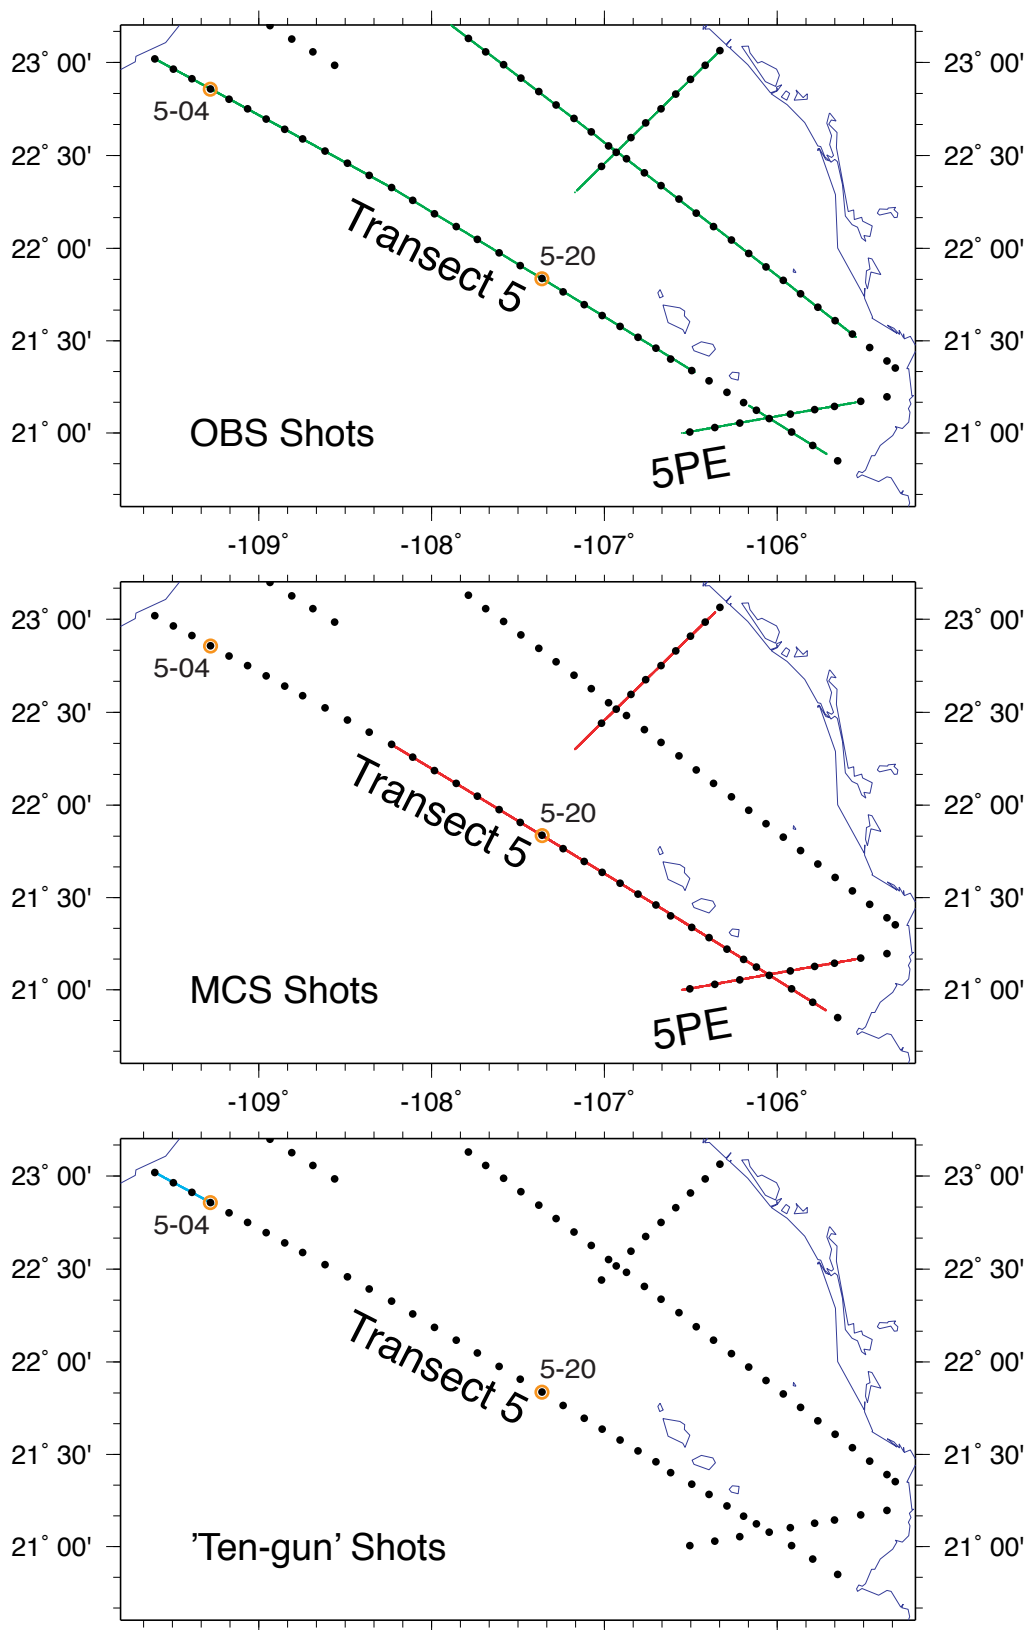 23° 00' 23° 00'
5-04
22° 30' 22° 30'
Transect 5
22° 00' 5-20 22° 00'
21° 30' 21° 30'
OBS Shots
21° 00' 21° 00'
5PE
-109° -108° -107° -106°
23° 00' 23° 00'
5-04
22° 30' 22° 30'
Transect 5
22° 00' 5-20 22° 00'
21° 30' 21° 30'
MCS Shots
21° 00' 21° 00'
5PE
-109° -108° -107° -106°
23° 00' 23° 00'
5-04
22° 30' 22° 30'
Transect 5
22° 00' 5-20 22° 00'
21° 30' 21° 30'
’Ten-gun’ Shots
21° 00' 21° 00'